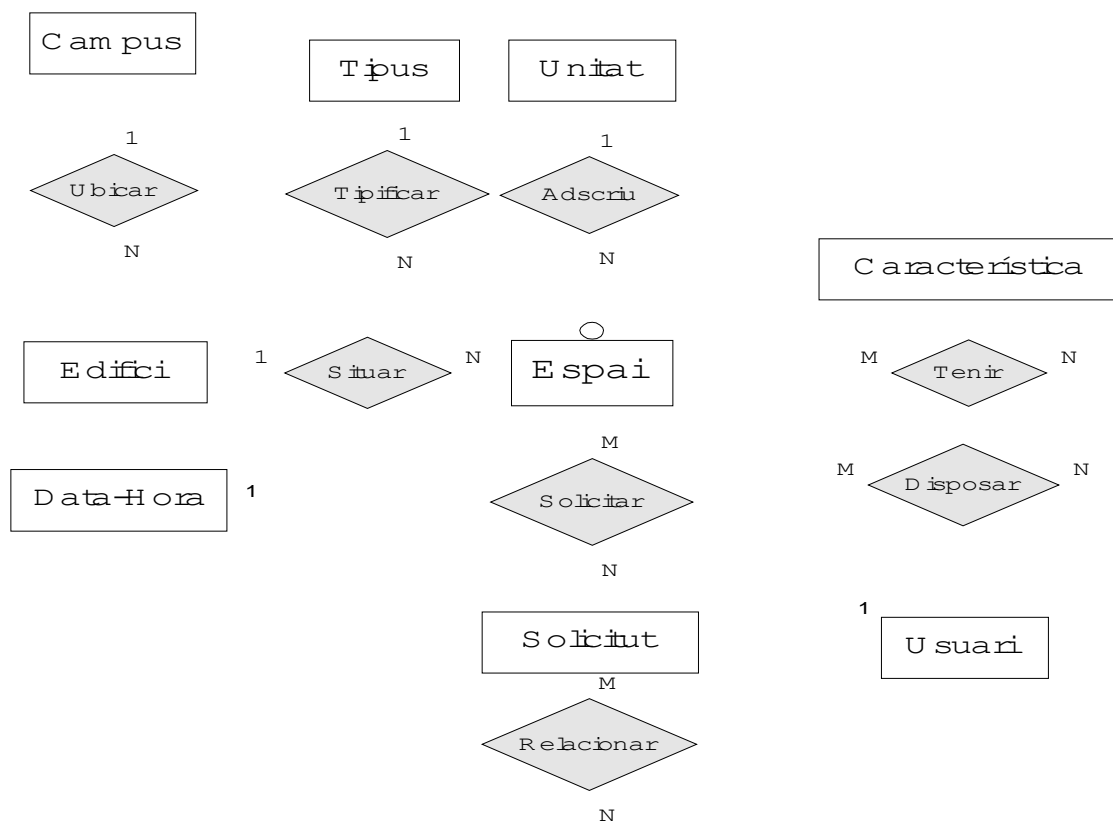 Campus
Tipus
Unitat
1
1
1
Ubicar
Tipificar
Adscriu
N
N
N
Característica
Edifici
1
Situar
N
Espai
M
Tenir
N
M
Data-Hora
1
Solicitar
M
Disposar
N
N
1
Solicitut
Usuari
M
Relacionar
N